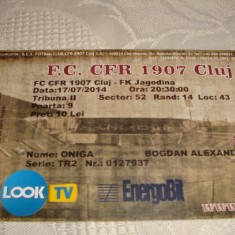 F.C. CFR 1907 Cluj
FC CFR 1907 Cluj - FK Jagodina
Data:17/07/2014 Ora: 20:30:00
Tribuna II Sector: 52 Rand: 14 Loc: 43
Poarta: 9
Pret: 10 Lei
Nume: ONIGA BOGDAN ALEXAND
Serie: TR2 Nr.: 0127937
LOOK TV
EnergoBit
www